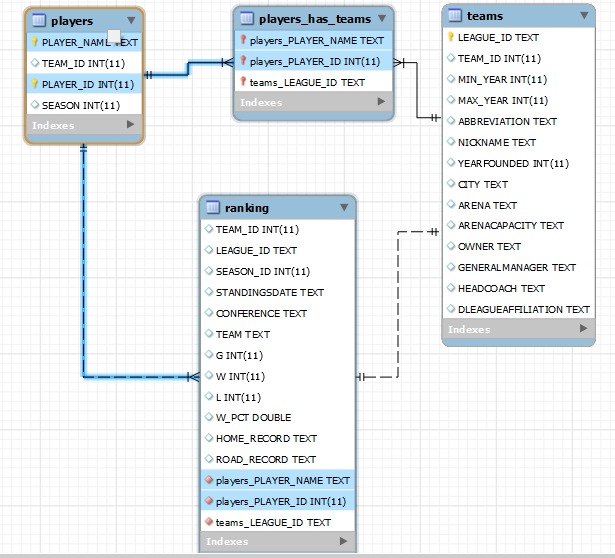 players
PLAYER_NAME TEXT
TEAM_ID INT(11)
PLAYER_ID INT(11)
SEASON INT(11)
Indexes
players_has_teams
players_PLAYER_NAME TEXT
players_PLAYER_ID INT(11)
teams_LEAGUE_ID TEXT
Indexes
teams
LEAGUE_ID TEXT
TEAM_ID INT(11)
MIN_YEAR INT(11)
MAX_YEAR INT(11)
ABBREVIATION TEXT
NICKNAME TEXT
YEARFOUNDED INT(11)
CITY TEXT
ARENA TEXT
ARENACAPACITY TEXT
OWNER TEXT
GENERALMANAGER TEXT
HEADCOACH TEXT
DLEAGUEAFFILIATION TEXT
Indexes
ranking
TEAM_ID INT(11)
LEAGUE_ID TEXT
SEASON_ID INT(11)
STANDINGSDATE TEXT
CONFERENCE TEXT
TEAM TEXT
G INT(11)
W INT(11)
L INT(11)
W_PCT DOUBLE
HOME_RECORD TEXT
ROAD_RECORD TEXT
players_PLAYER_NAME TEXT
players_PLAYER_ID INT(11)
teams_LEAGUE_ID TEXT
Indexes